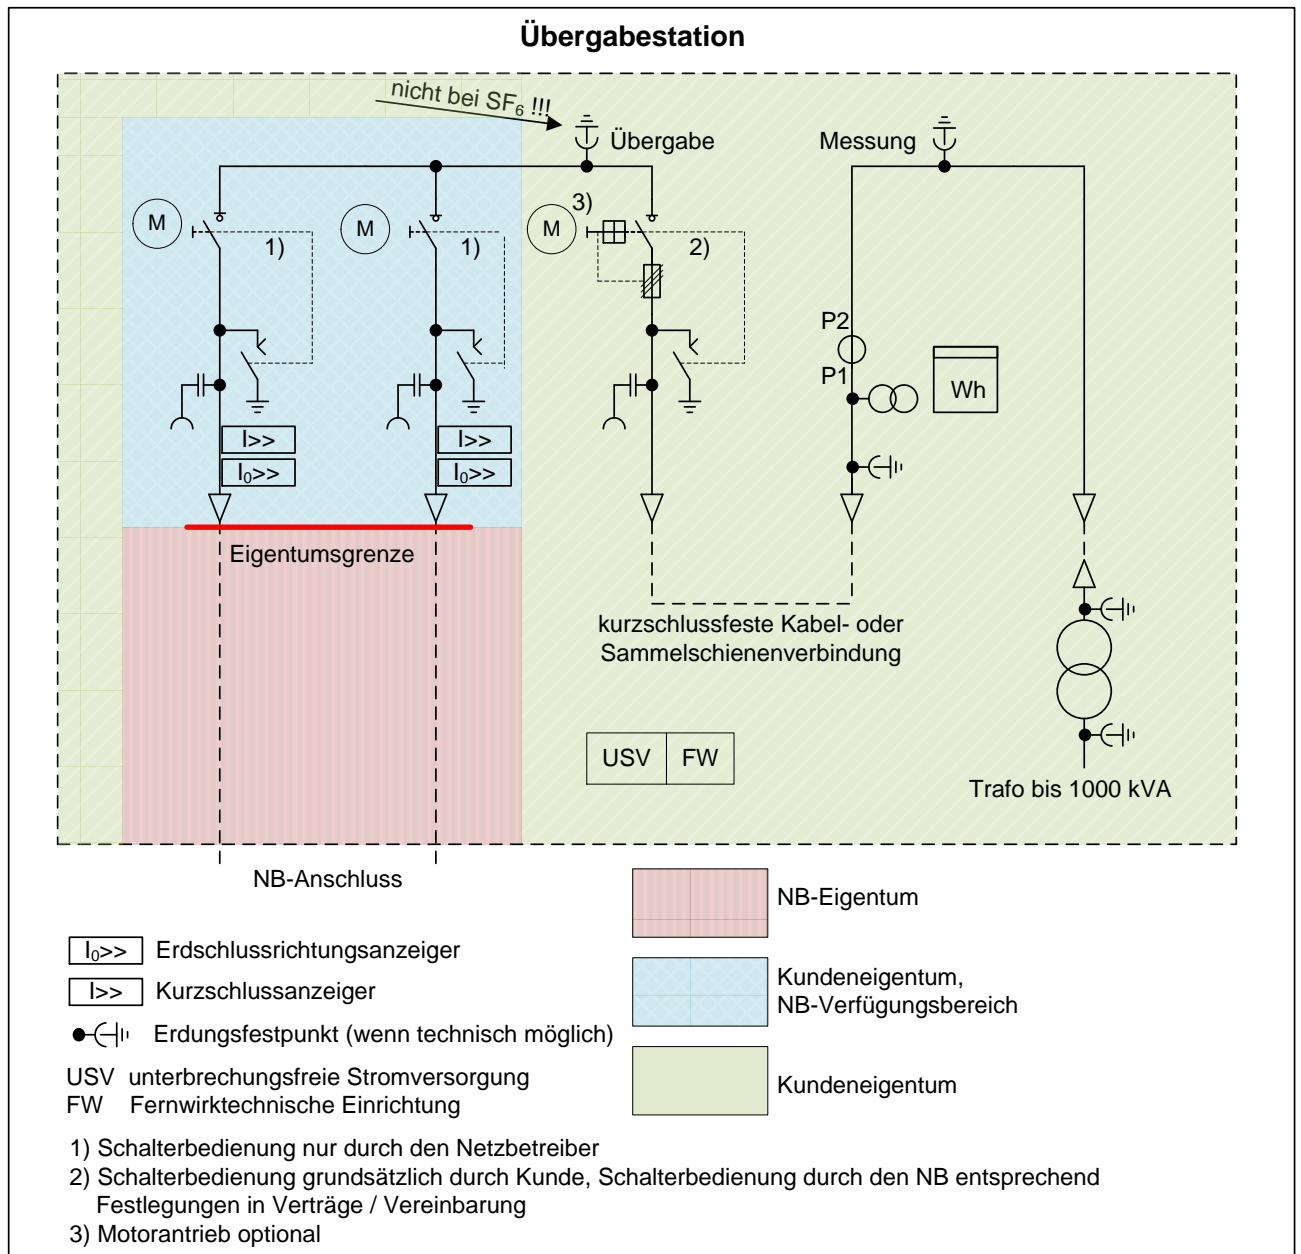 Übergabestation
nicht bei SF₆ !!!
Übergabe
Messung
M
1)
M
1)
3)
M
2)
P2
P1
Wh
I>>
I₀>>
I>>
I₀>>
Eigentumsgrenze
kurzschlussfeste Kabel- oder
Sammelschienenverbindung
USV FW
Trafo bis 1000 kVA
NB-Anschluss
NB-Eigentum
I₀>> Erdschlussrichtungsanzeiger
I>> Kurzschlussanzeiger
Kundeneigentum,
NB-Verfügungsbereich
Erdungsfestpunkt (wenn technisch möglich)
USV unterbrechungsfreie Stromversorgung
FW Fernwirktechnische Einrichtung
Kundeneigentum
1) Schalterbedienung nur durch den Netzbetreiber
2) Schalterbedienung grundsätzlich durch Kunde, Schalterbedienung durch den NB entsprechend
Festlegungen in Verträge / Vereinbarung
3) Motorantrieb optional